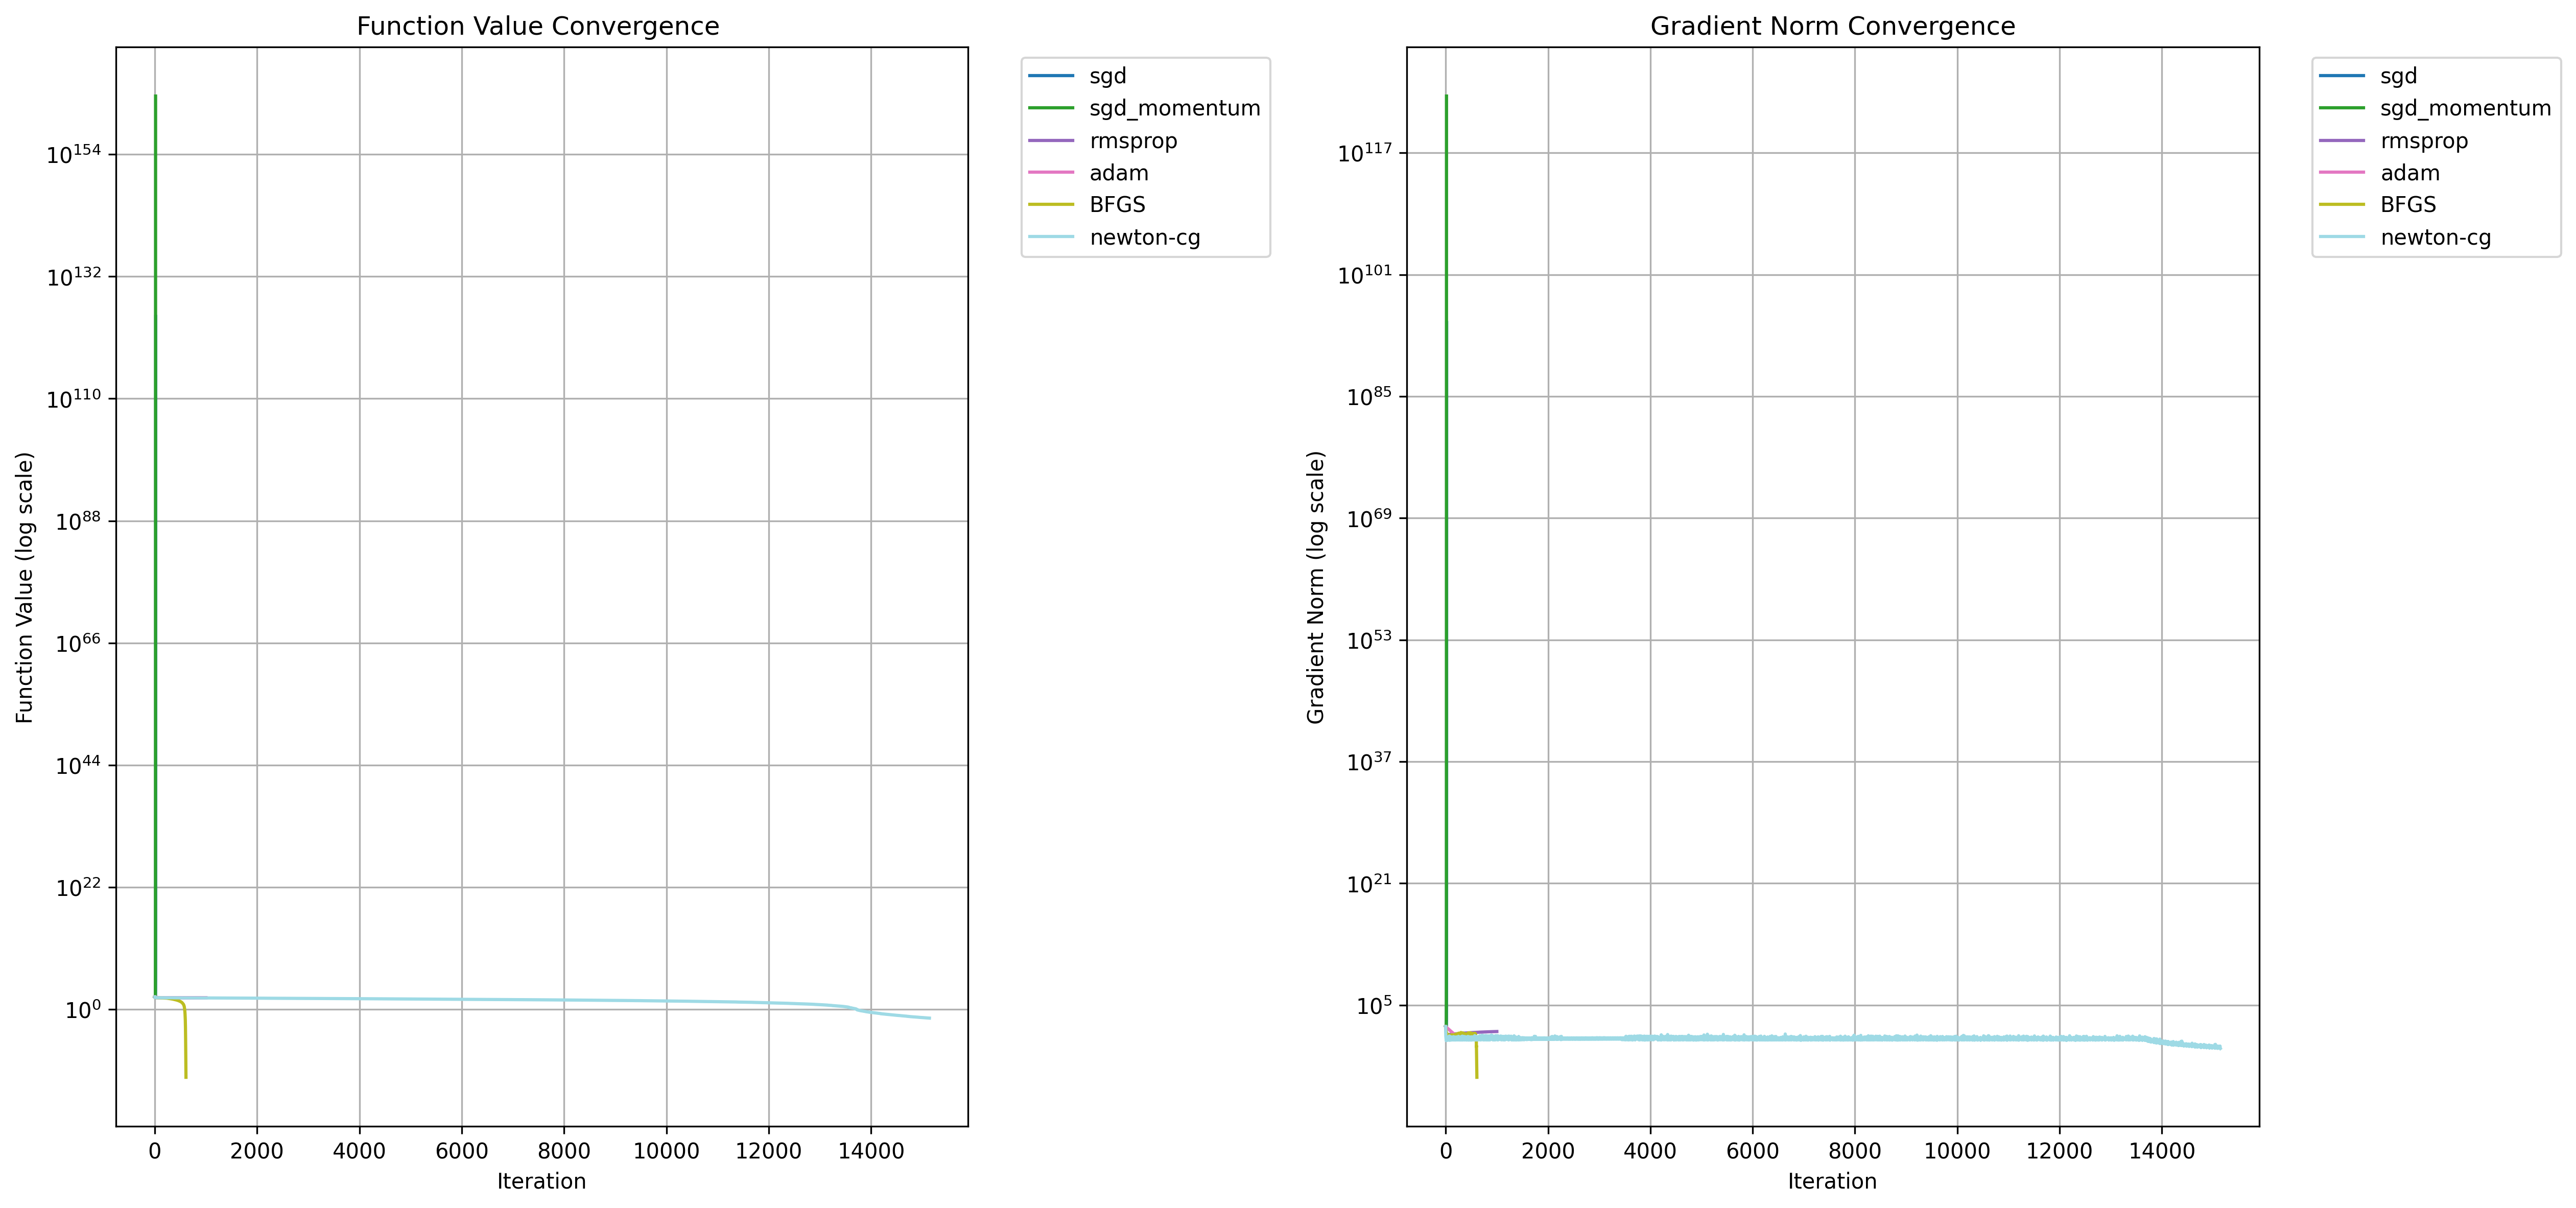 Function Value Convergence
Function Value (log scale)
10^154
10^132
10^110
10^88
10^66
10^44
10^22
10^0
0 2000 4000 6000 8000 10000 12000 14000
Iteration
sgd
sgd_momentum
rmsprop
adam
BFGS
newton-cg
Gradient Norm Convergence
Gradient Norm (log scale)
10^117
10^101
10^85
10^69
10^53
10^37
10^21
10^5
0 2000 4000 6000 8000 10000 12000 14000
Iteration
sgd
sgd_momentum
rmsprop
adam
BFGS
newton-cg